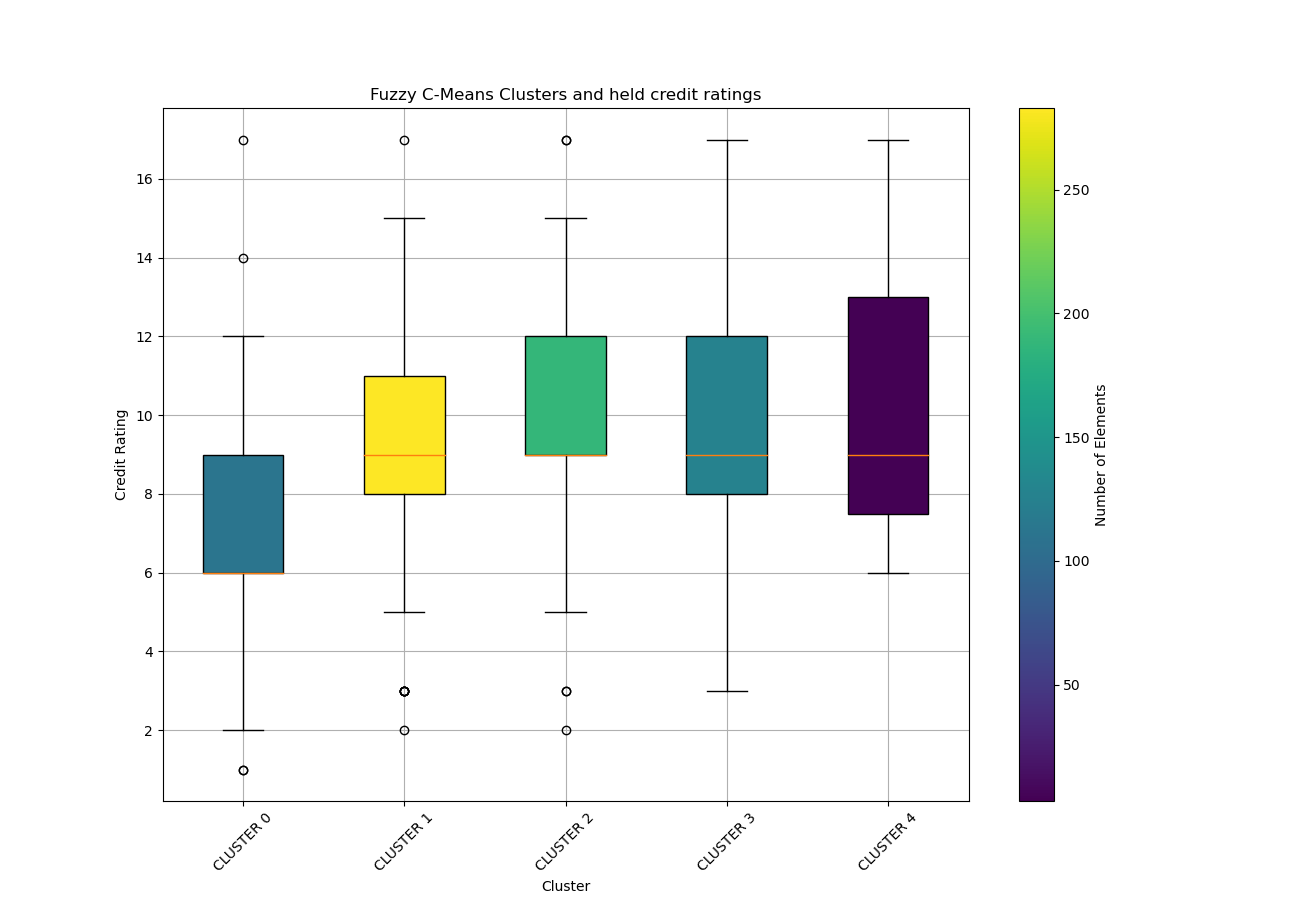 Fuzzy C-Means Clusters and held credit ratings
16
14
12
10
8
6
4
2
Credit Rating
CLUSTER 0
CLUSTER 1
CLUSTER 2
CLUSTER 3
CLUSTER 4
Cluster
250
200
150
100
50
Number of Elements